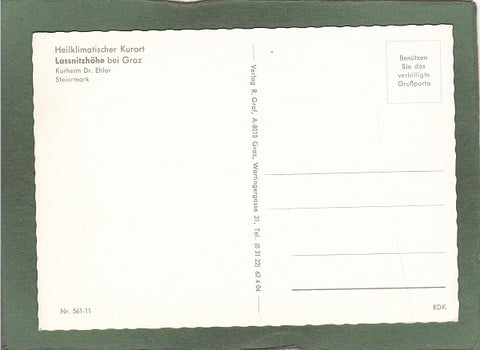 Heilklimatischer Kurort
Lassnitzhöhe bei Graz
Kurheim Dr. Ehler
Steiermark
Benützen
Sie das
verbilligte
Grußporto
Verlag R. Graf, A-8010 Graz, Wartingergasse 31, Tel. (0 31 22) 62 4 04
Nr. 561-11
RDK